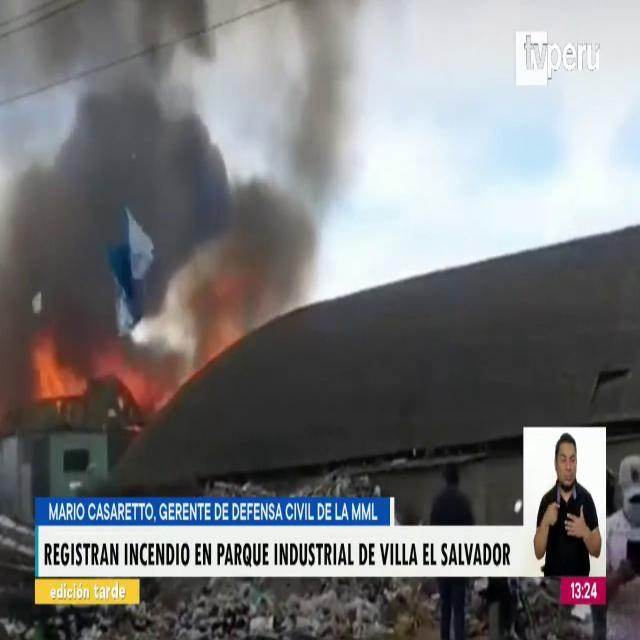 tvperú
MARIO CASARETTO, GERENTE DE DEFENSA CIVIL DE LA MML
REGISTRAN INCENDIO EN PARQUE INDUSTRIAL DE VILLA EL SALVADOR
edición tarde
13:24